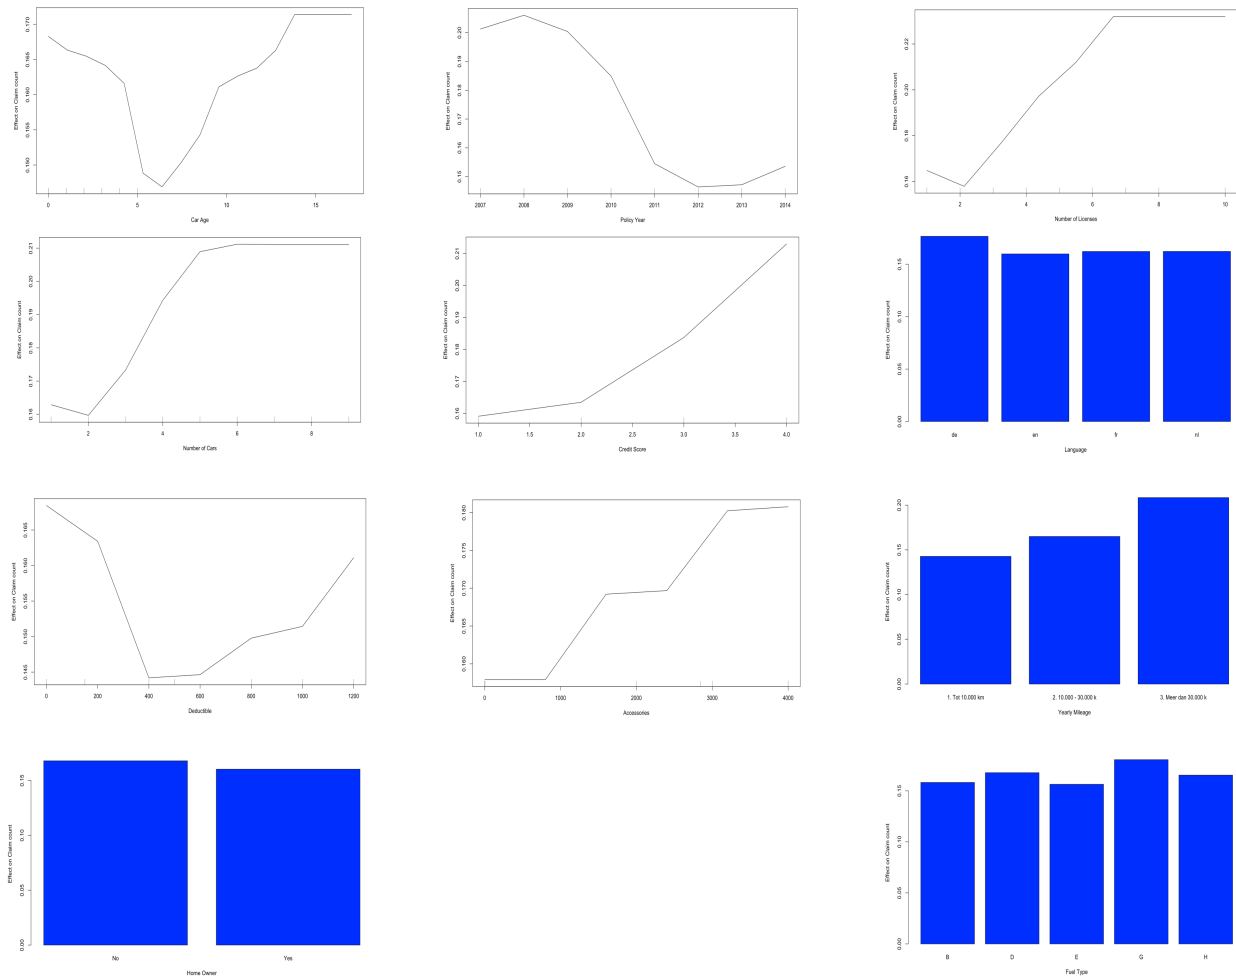 Effect on Claim count
0.150 0.155 0.160 0.165 0.170
0 5 10 15
Car Age
Effect on Claim count
0.15 0.16 0.17 0.18 0.19 0.20
2007 2008 2009 2010 2011 2012 2013 2014
Policy Year
Effect on Claim count
0.16 0.18 0.20 0.22
2 4 6 8 10
Number of Licenses
Effect on Claim count
0.16 0.17 0.18 0.19 0.20 0.21
2 4 6 8
Number of Cars
Effect on Claim count
0.16 0.17 0.18 0.19 0.20 0.21
1.0 1.5 2.0 2.5 3.0 3.5 4.0
Credit Score
Effect on Claim count
0.00 0.05 0.10 0.15
de en fr nl
Language
Effect on Claim count
0.145 0.150 0.155 0.160 0.165
0 200 400 600 800 1000 1200
Deductible
Effect on Claim count
0.160 0.165 0.170 0.175 0.180
0 1000 2000 3000 4000
Accessories
Effect on Claim count
0.00 0.05 0.10 0.15 0.20
1. Tot 10.000 km 2. 10.000 - 30.000 k 3. Meer dan 30.000 k
Yearly Mileage
Effect on Claim count
0.00 0.05 0.10 0.15
No Yes
Home Owner
Effect on Claim count
0.00 0.05 0.10 0.15
B D E G H
Fuel Type